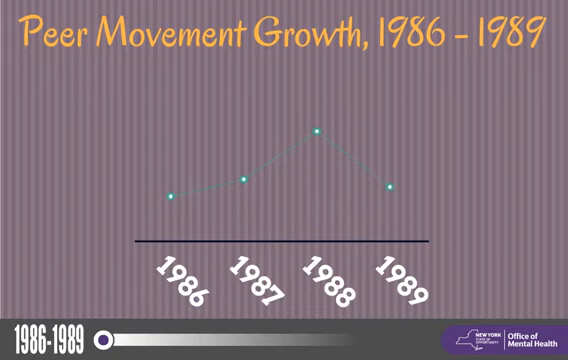 Peer Movement Growth, 1986 - 1989
1986
1987
1988
1989
1986-1989
NEW YORK
STATE OF
OPPORTUNITY
Office of
Mental Health